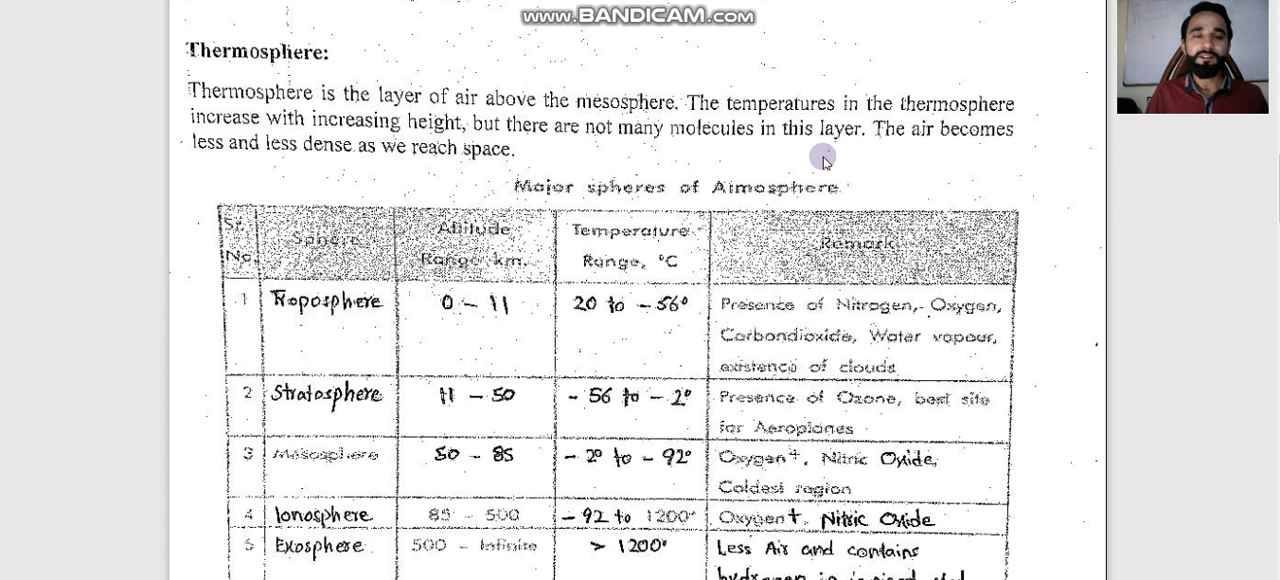 www.BANDICAM.com
Thermosphere:
Thermosphere is the layer of air above the mesosphere. The temperatures in the thermosphere
increase with increasing height, but there are not many molecules in this layer. The air becomes
less and less dense as we reach space.
Major spheres of Atmosphere
Sr. No. Sphere Altitude Range km. Temperature Range, °C Remark
1 Troposphere 0 - 11 20 to - 56° Presence of Nitrogen, Oxygen,
Carbondioxide, Water vapour,
existence of clouds
2 Stratosphere 11 - 50 - 56 to - 2° Presence of Ozone, best site
for Aeroplanes
3 Mesosphere 50 - 85 - 2° to - 92° Oxygen+, Nitric Oxide,
Coldest region
4 Ionosphere 85 - 500 - 92 to 1200° Oxygen+, Nitric Oxide
5 Exosphere 500 - Infinite > 1200° Less Air and contains
hydrogen in